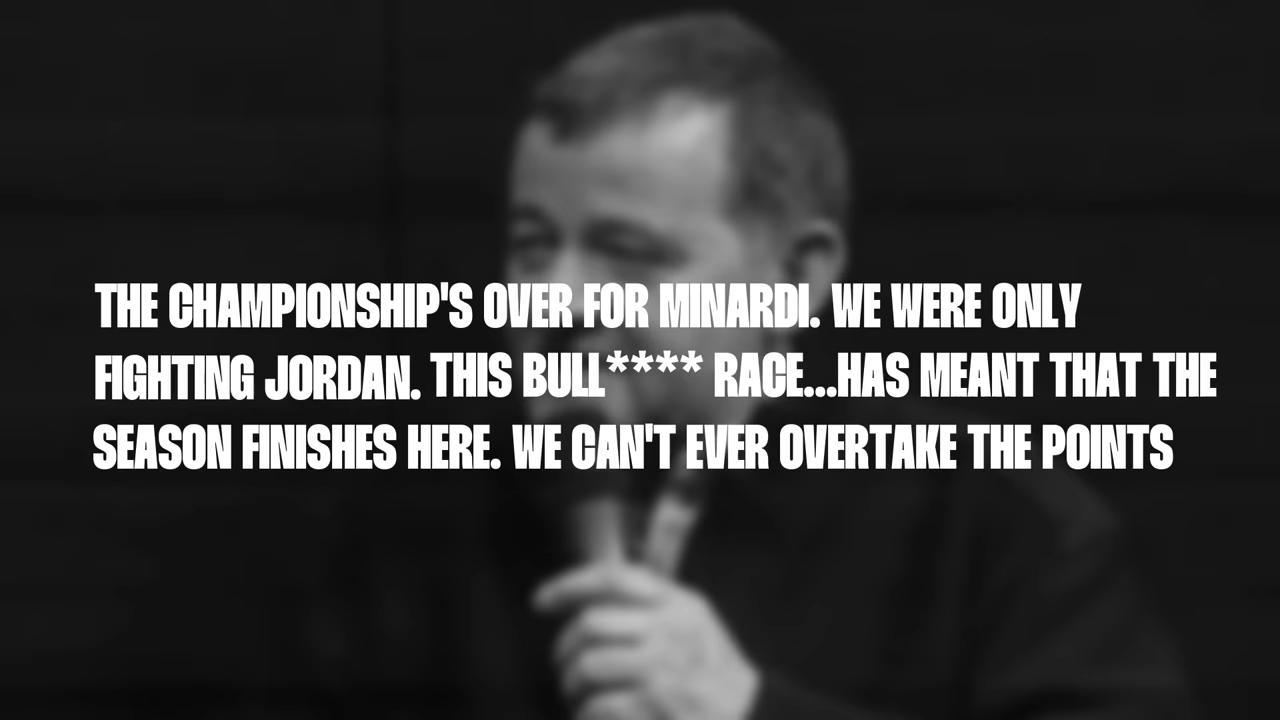 THE CHAMPIONSHIP'S OVER FOR MINARDI. WE WERE ONLY
FIGHTING JORDAN. THIS BULL**** RACE...HAS MEANT THAT THE
SEASON FINISHES HERE. WE CAN'T EVER OVERTAKE THE POINTS